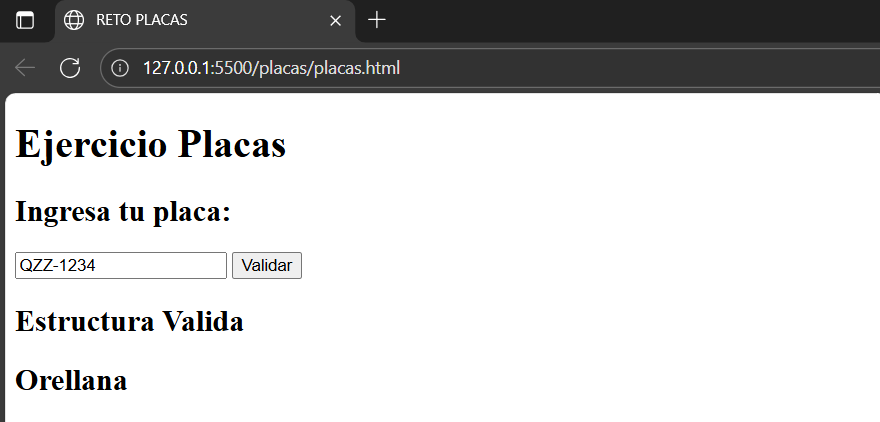 RETO PLACAS
127.0.0.1:5500/placas/placas.html
Ejercicio Placas
Ingresa tu placa:
QZZ-1234 Validar
Estructura Valida
Orellana